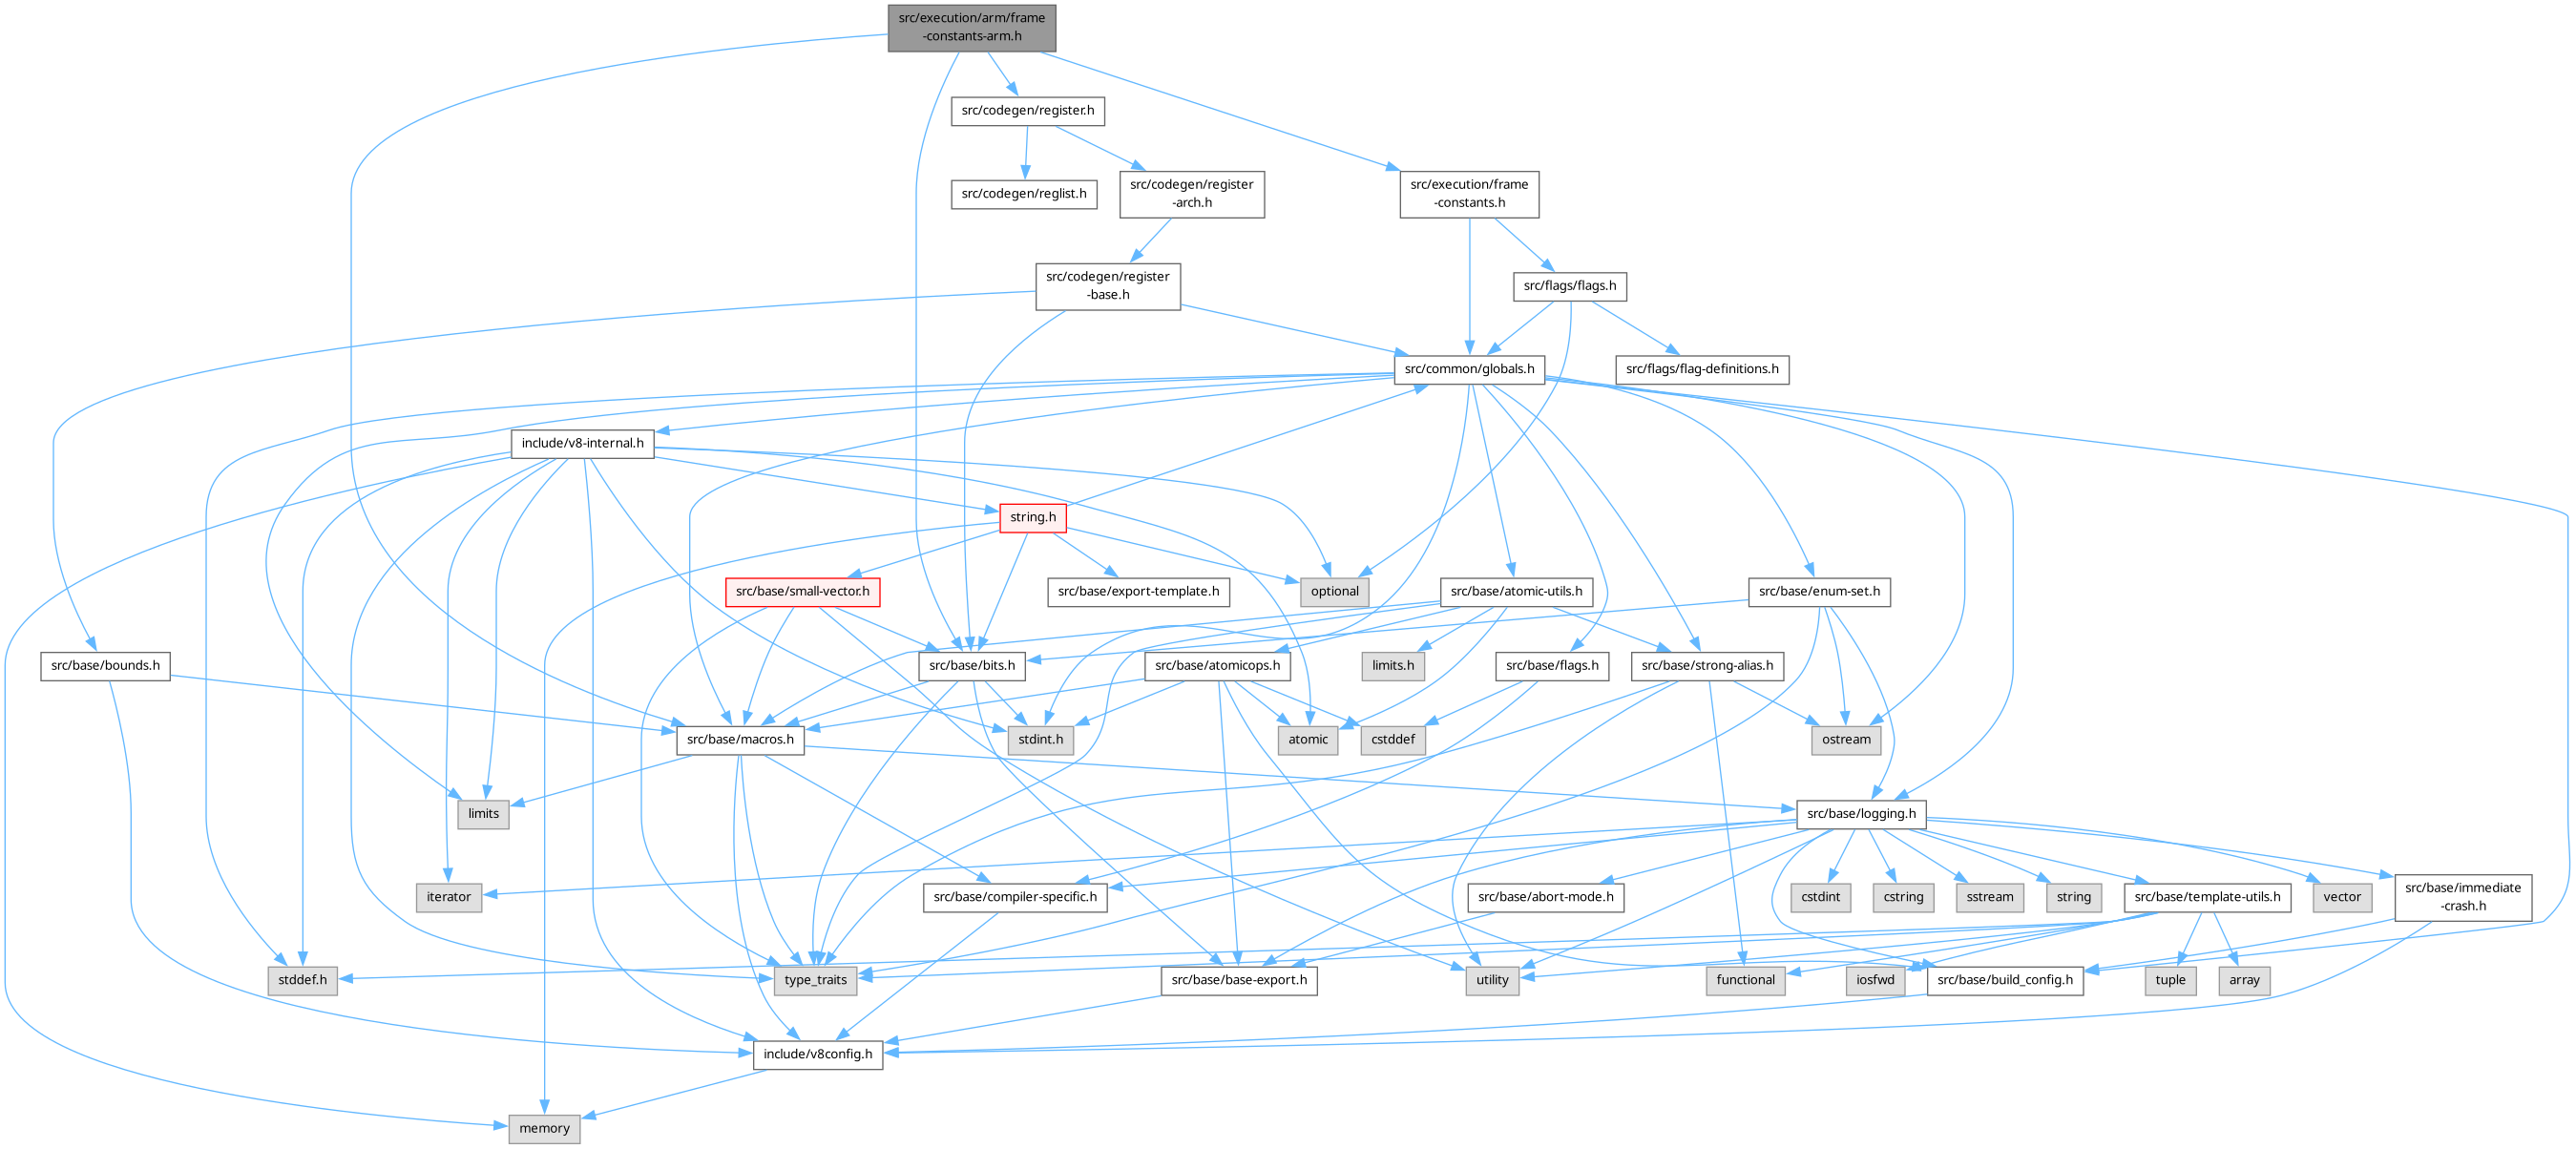 src/execution/arm/frame
-constants-arm.h
src/codegen/register.h
src/codegen/reglist.h
src/codegen/register
-arch.h
src/execution/frame
-constants.h
src/codegen/register
-base.h
src/flags/flags.h
src/common/globals.h
src/flags/flag-definitions.h
include/v8-internal.h
string.h
src/base/small-vector.h
src/base/export-template.h
optional
src/base/atomic-utils.h
src/base/enum-set.h
src/base/bounds.h
src/base/bits.h
src/base/atomicops.h
limits.h
src/base/flags.h
src/base/strong-alias.h
src/base/macros.h
stdint.h
atomic
cstddef
ostream
limits
src/base/logging.h
iterator
src/base/compiler-specific.h
src/base/abort-mode.h
cstdint
cstring
sstream
string
src/base/template-utils.h
vector
src/base/immediate
-crash.h
stddef.h
type_traits
src/base/base-export.h
utility
functional
iosfwd
src/base/build_config.h
tuple
array
include/v8config.h
memory